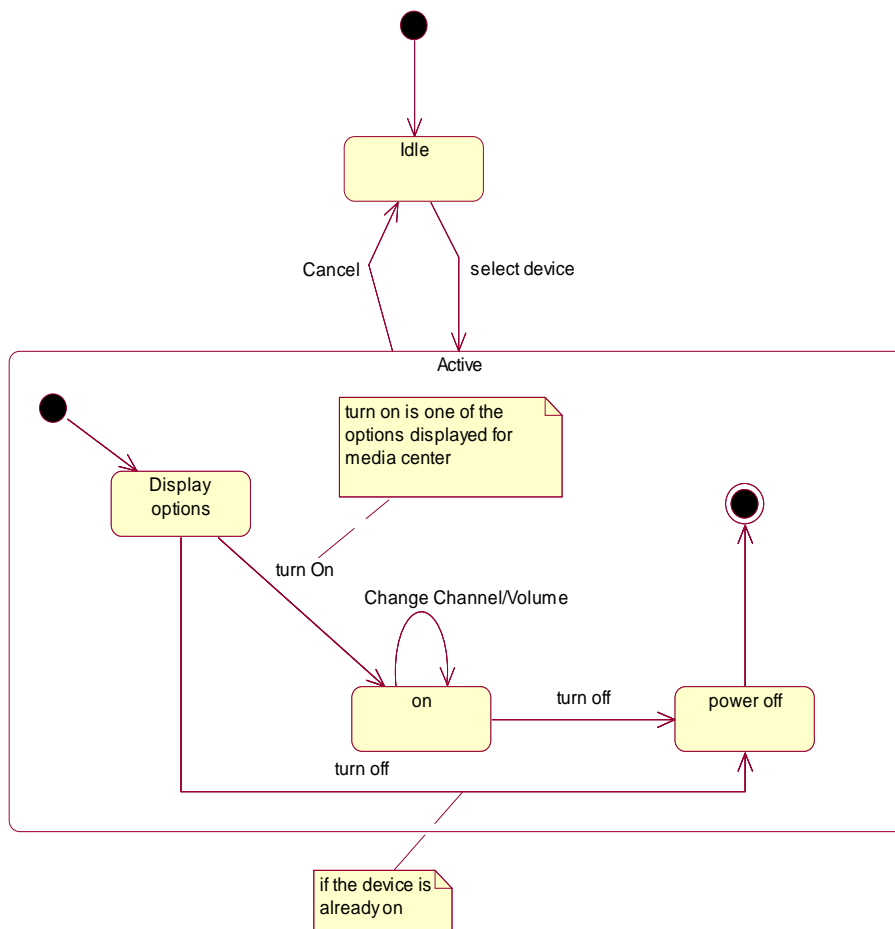 Idle
Cancel
select device
Active
turn on is one of the
options displayed for
media center
Display
options
turn On
Change Channel/Volume
on
turn off
power off
turn off
if the device is
already on